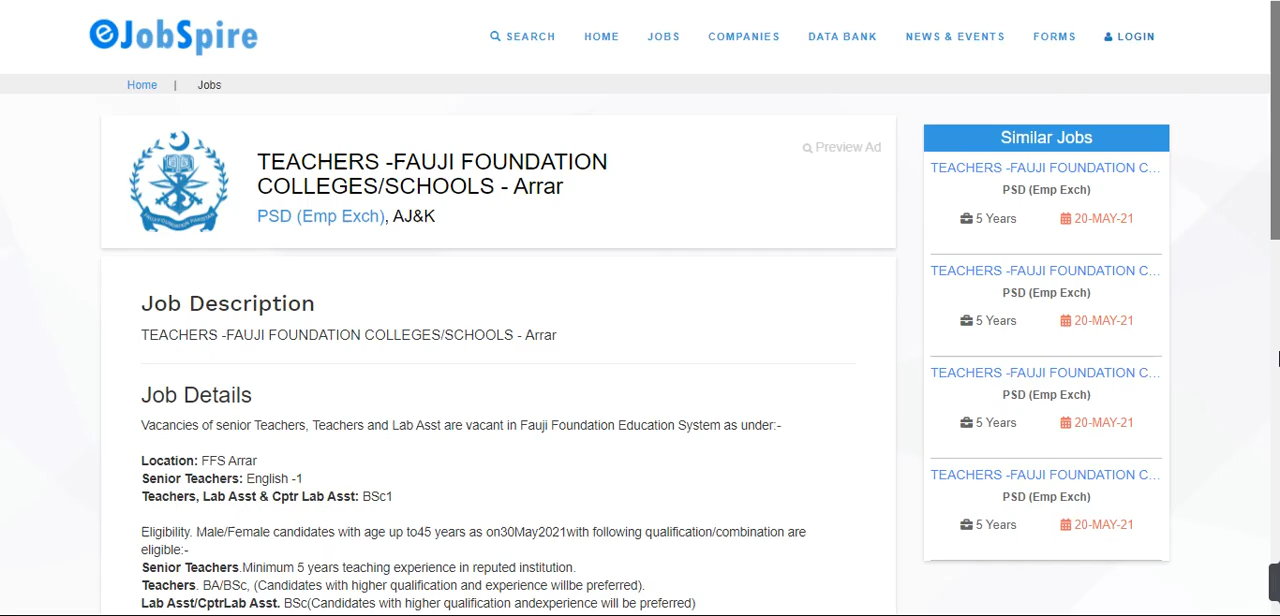 eJobSpire
SEARCH HOME JOBS COMPANIES DATA BANK NEWS & EVENTS FORMS LOGIN
Home | Jobs
TEACHERS -FAUJI FOUNDATION
COLLEGES/SCHOOLS - Arrar
PSD (Emp Exch), AJ&K
Preview Ad
Job Description
TEACHERS -FAUJI FOUNDATION COLLEGES/SCHOOLS - Arrar
Job Details
Vacancies of senior Teachers, Teachers and Lab Asst are vacant in Fauji Foundation Education System as under:-
Location: FFS Arrar
Senior Teachers: English -1
Teachers, Lab Asst & Cptr Lab Asst: BSc1
Eligibility. Male/Female candidates with age up to45 years as on30May2021with following qualification/combination are
eligible:-
Senior Teachers.Minimum 5 years teaching experience in reputed institution.
Teachers. BA/BSc, (Candidates with higher qualification and experience willbe preferred).
Lab Asst/CptrLab Asst. BSc(Candidates with higher qualification andexperience will be preferred)
Similar Jobs
TEACHERS -FAUJI FOUNDATION C...
PSD (Emp Exch)
5 Years 20-MAY-21
TEACHERS -FAUJI FOUNDATION C...
PSD (Emp Exch)
5 Years 20-MAY-21
TEACHERS -FAUJI FOUNDATION C...
PSD (Emp Exch)
5 Years 20-MAY-21
TEACHERS -FAUJI FOUNDATION C...
PSD (Emp Exch)
5 Years 20-MAY-21